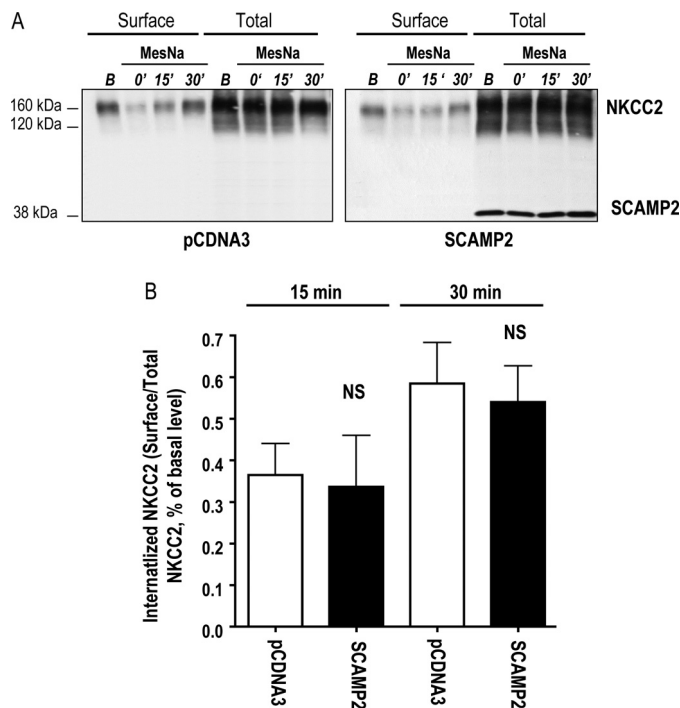 A
Surface Total Surface Total
MesNa MesNa MesNa MesNa
B 0' 15' 30' B 0' 15' 30' B 0' 15' 30' B 0' 15' 30'
160 kDa
120 kDa
38 kDa
NKCC2
SCAMP2
pCDNA3 SCAMP2
B
15 min 30 min
NS
NS
Internatlized NKCC2 (Surface/Total
NKCC2, % of basal level)
0.7
0.6
0.5
0.4
0.3
0.2
0.1
0.0
pCDNA3 SCAMP2 pCDNA3 SCAMP2